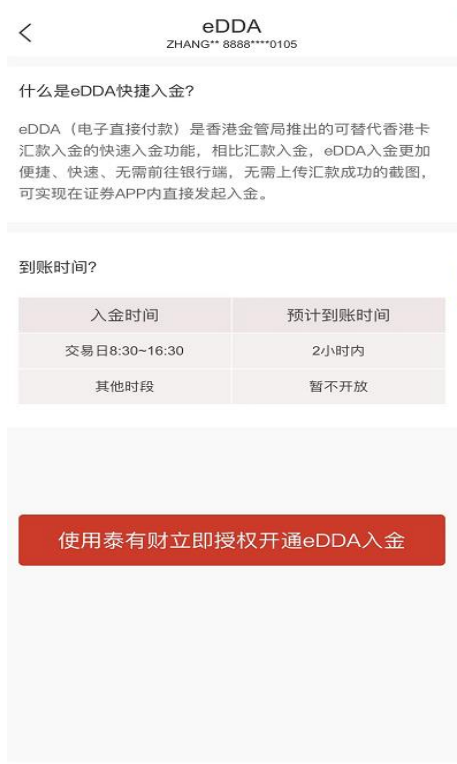 eDDA
ZHANG** 8888****0105
什么是eDDA快捷入金?
eDDA（电子直接付款）是香港金管局推出的可替代香港卡
汇款入金的快速入金功能，相比汇款入金，eDDA入金更加
便捷、快速、无需前往银行端，无需上传汇款成功的截图，
可实现在证券APP内直接发起入金。
到账时间?
入金时间 预计到账时间
交易日8:30~16:30 2小时内
其他时段 暂不开放
使用泰有财立即授权开通eDDA入金